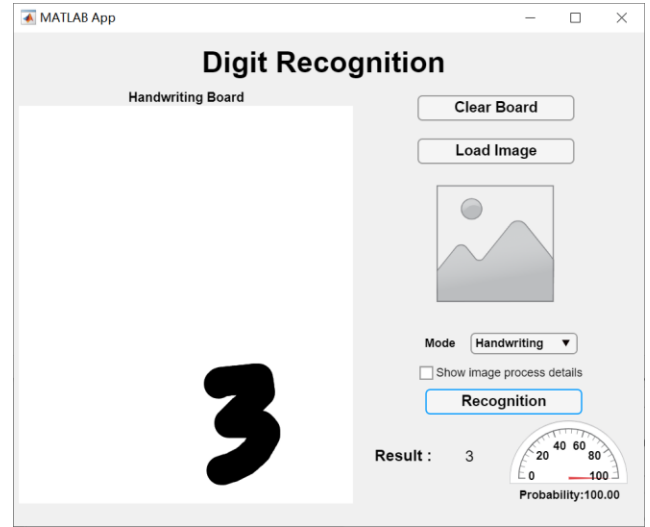 MATLAB App
Digit Recognition
Handwriting Board
Clear Board
Load Image
3
Mode Handwriting
Show image process details
Recognition
Result : 3
0 20 40 60 80 100
Probability:100.00